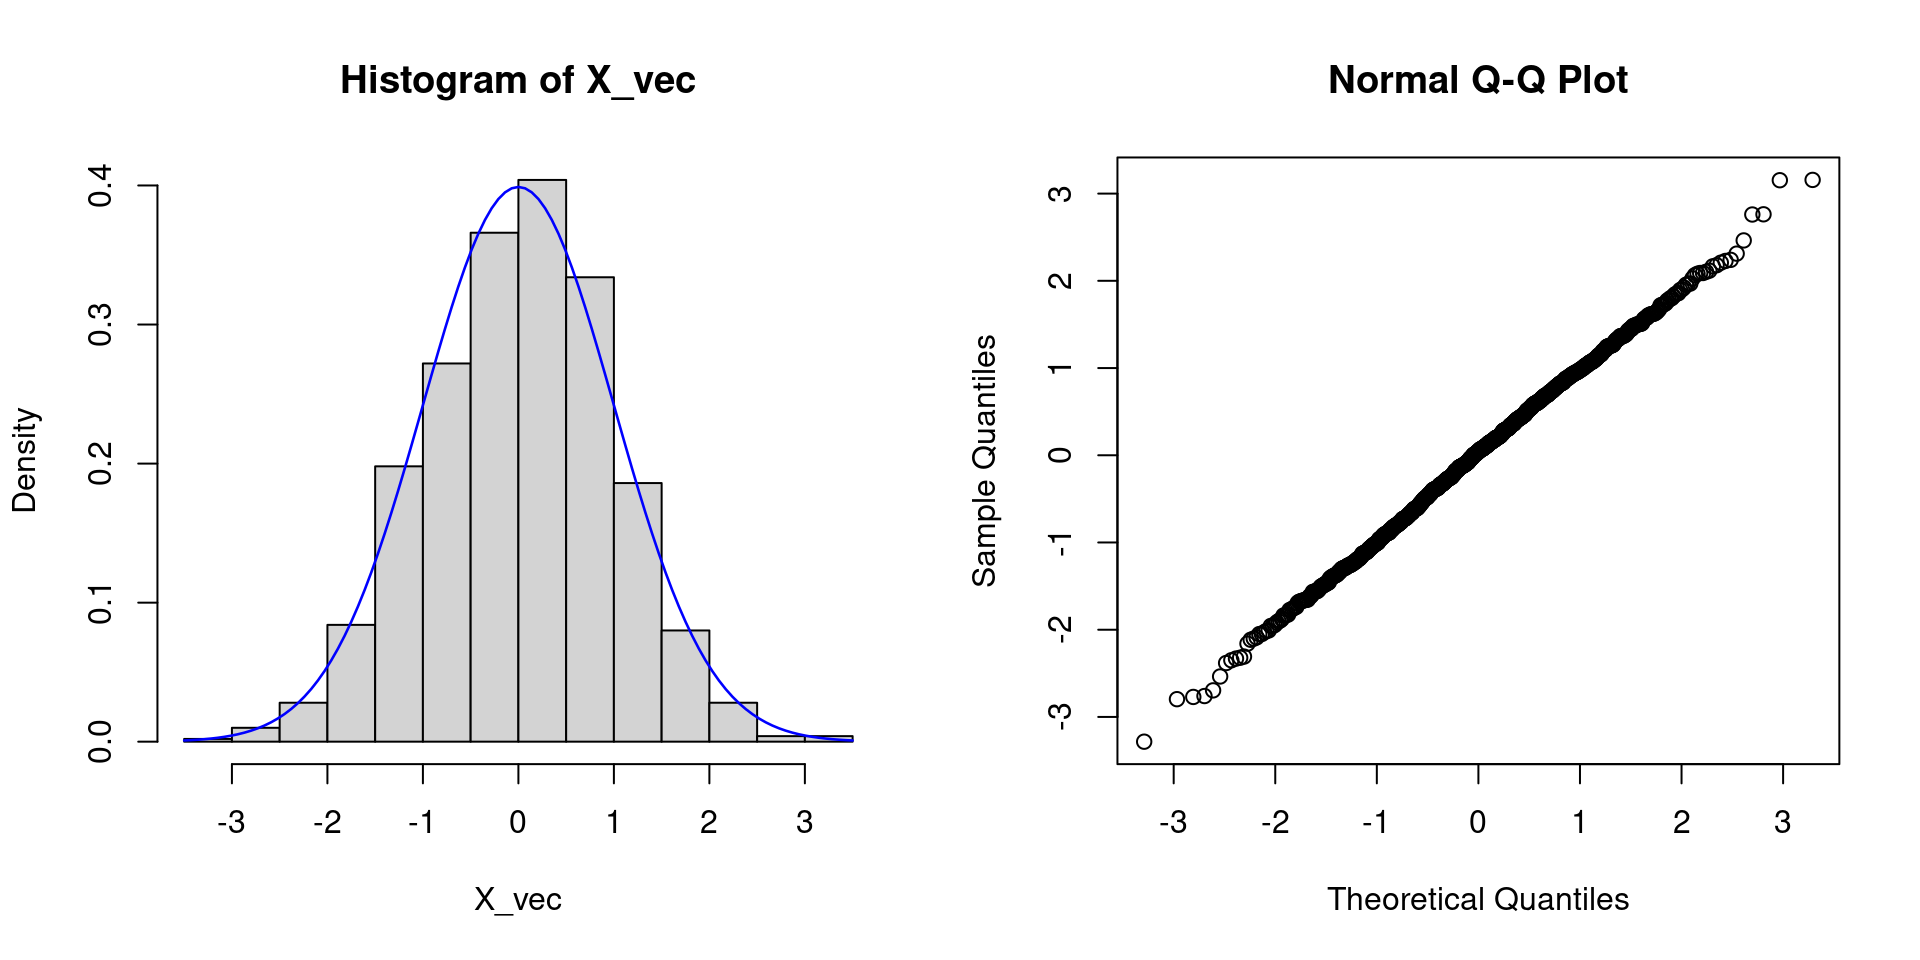 Histogram of X_vec
Density
0.0 0.1 0.2 0.3 0.4
-3 -2 -1 0 1 2 3
X_vec
Normal Q-Q Plot
Sample Quantiles
-3 -2 -1 0 1 2 3
-3 -2 -1 0 1 2 3
Theoretical Quantiles